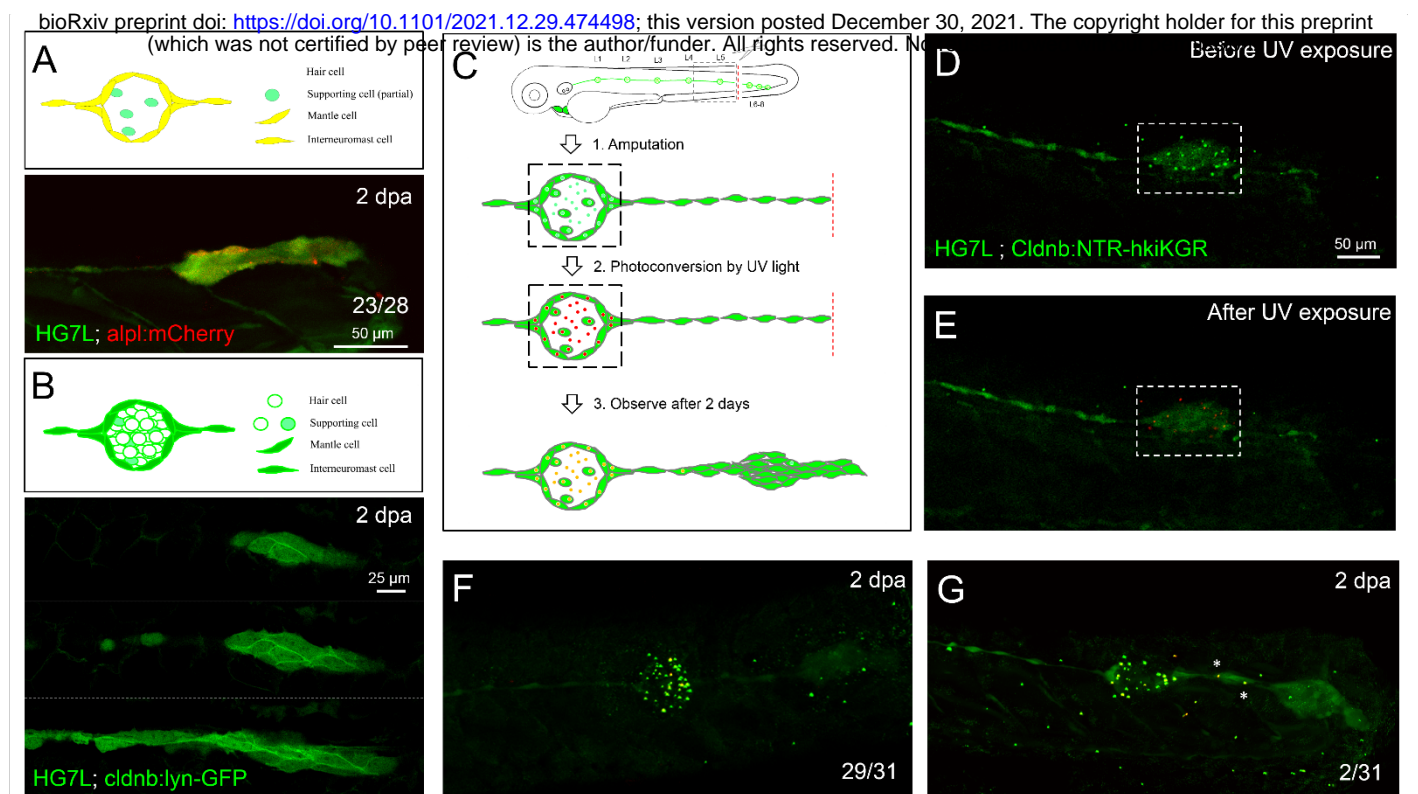 bioRxiv preprint doi: https://doi.org/10.1101/2021.12.29.474498; this version posted December 30, 2021. The copyright holder for this preprint
(which was not certified by peer review) is the author/funder. All rights reserved. No
A
Hair cell
Supporting cell (partial)
Mantle cell
Interneuromast cell
2 dpa
23/28
HG7L; alpl:mCherry
50 µm
B
Hair cell
Supporting cell
Mantle cell
Interneuromast cell
2 dpa
25 µm
HG7L; cldnb:lyn-GFP
C
L1 L2 L3 L4 L5
L6-8
1. Amputation
2. Photoconversion by UV light
3. Observe after 2 days
D
Before UV exposure
HG7L ; Cldnb:NTR-hkiKGR
50 µm
E
After UV exposure
F
2 dpa
29/31
G
2 dpa
*
*
2/31